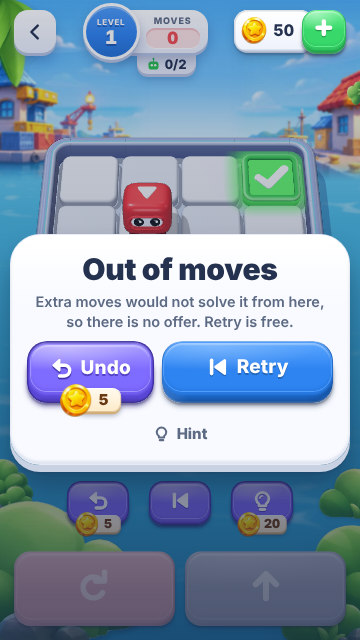 LEVEL
1
MOVES
0
0/2
50
Out of moves
Extra moves would not solve it from here,
so there is no offer. Retry is free.
Undo
5
Retry
Hint
5
20